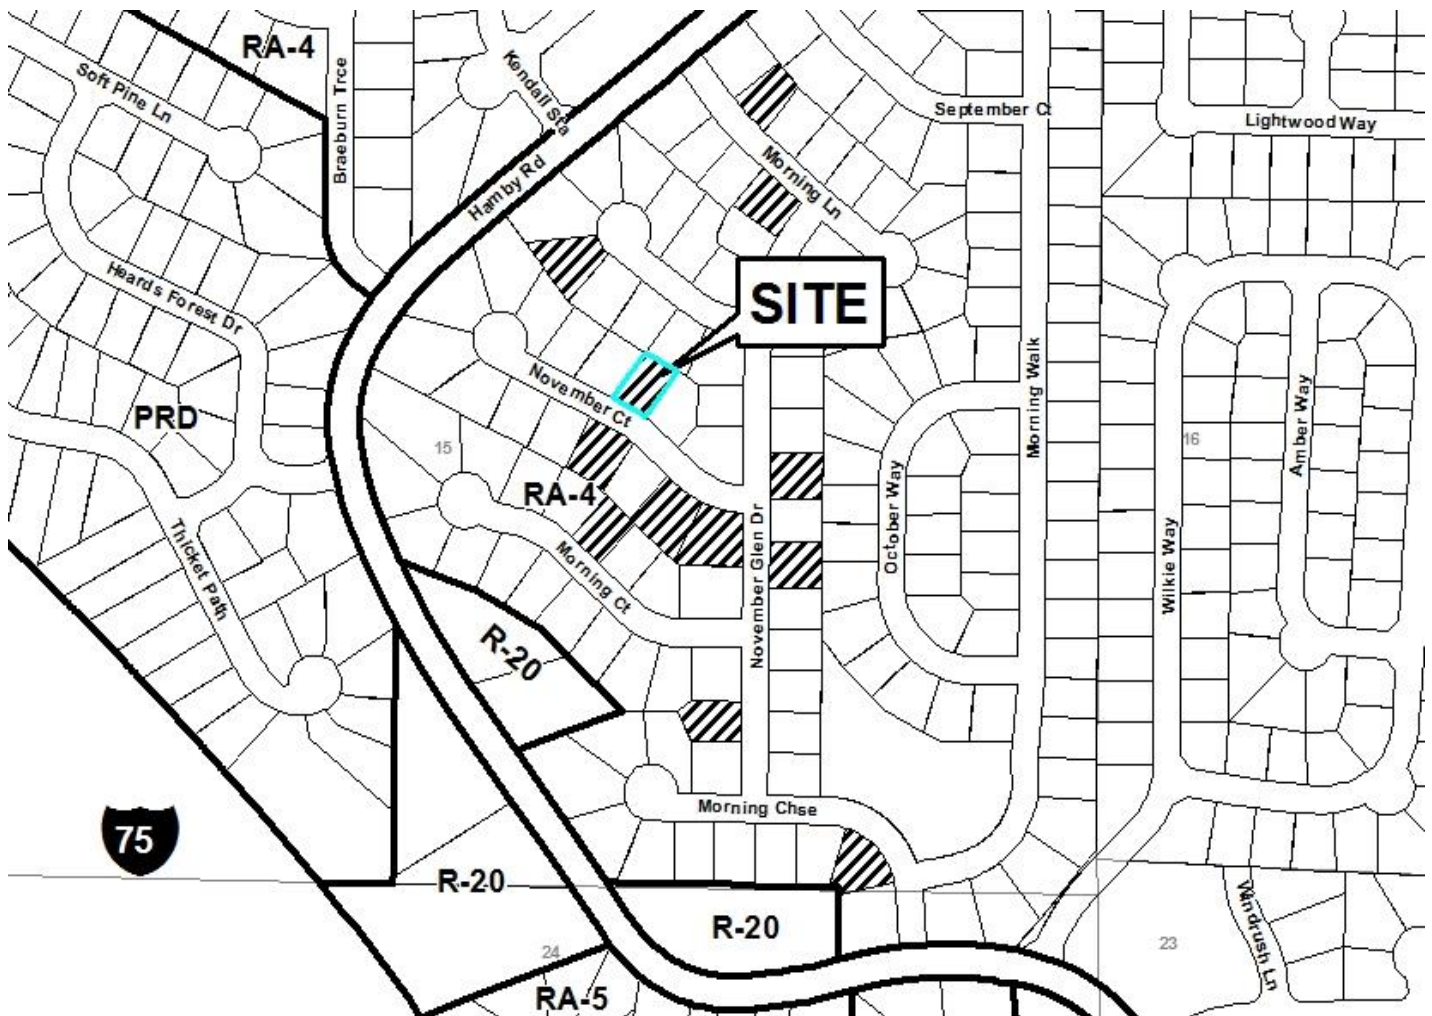 RA-4
Soft Pine Ln
Braeburn Trce
Kendall Sta
September Ct
Lightwood Way
Hamby Rd
Morning Ln
Heards Forest Dr
SITE
November Ct
Morning Walk
PRD
15
16
Amber Way
RA-4
October Way
November Glen Dr
Wilkie Way
Thicket Path
Morning Ct
R-20
Morning Chse
75
R-20
R-20
Windrush Ln
24
23
RA-5